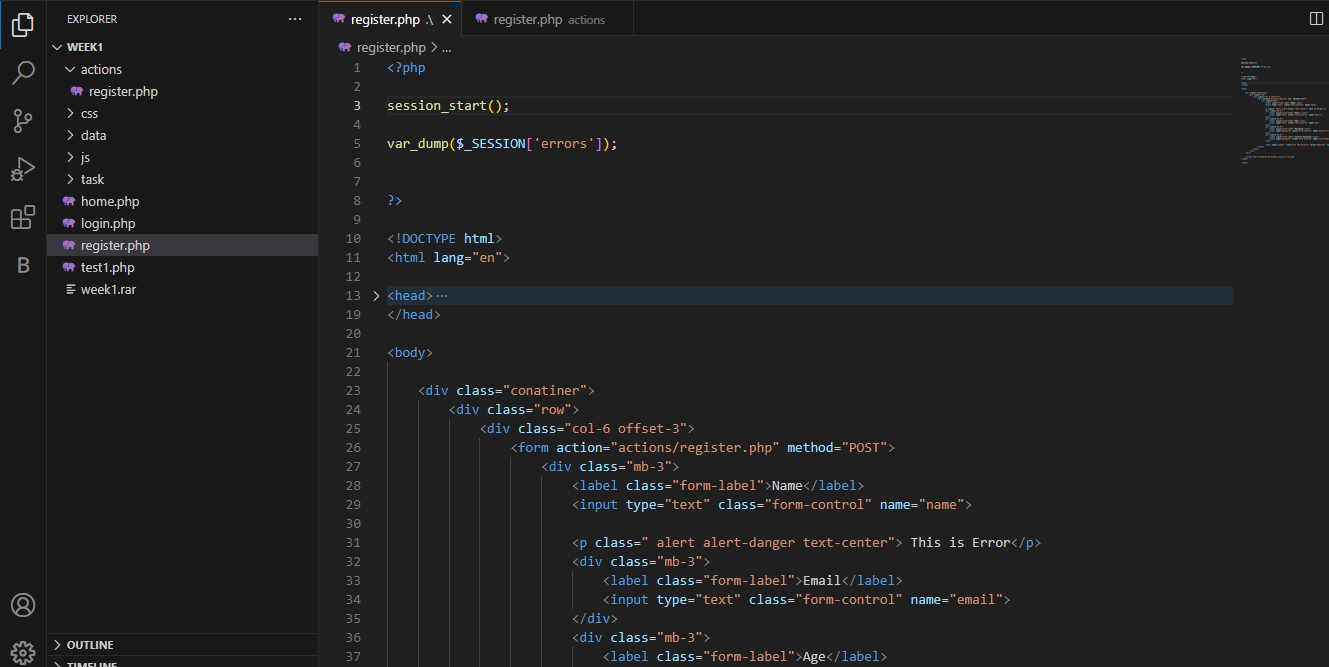 EXPLORER
WEEK1
actions
register.php
css
data
js
task
home.php
login.php
register.php
test1.php
week1.rar
OUTLINE
TIMELINE
register.php .\
register.php actions
register.php > ...
1 <?php
2
3 session_start();
4
5 var_dump($_SESSION['errors']);
6
7
8 ?>
9
10 <!DOCTYPE html>
11 <html lang="en">
12
13 <head> ...
19 </head>
20
21 <body>
22
23 <div class="conatiner">
24 <div class="row">
25 <div class="col-6 offset-3">
26 <form action="actions/register.php" method="POST">
27 <div class="mb-3">
28 <label class="form-label">Name</label>
29 <input type="text" class="form-control" name="name">
30
31 <p class=" alert alert-danger text-center"> This is Error</p>
32 <div class="mb-3">
33 <label class="form-label">Email</label>
34 <input type="text" class="form-control" name="email">
35 </div>
36 <div class="mb-3">
37 <label class="form-label">Age</label>